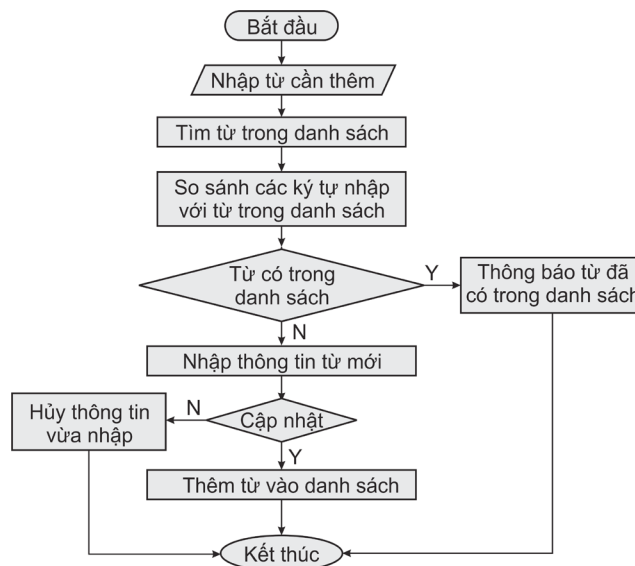 Bắt đầu
Nhập từ cần thêm
Tìm từ trong danh sách
So sánh các ký tự nhập
với từ trong danh sách
Từ có trong
danh sách
Y
Thông báo từ đã
có trong danh sách
N
Nhập thông tin từ mới
Cập nhật
N
Hủy thông tin
vừa nhập
Y
Thêm từ vào danh sách
Kết thúc